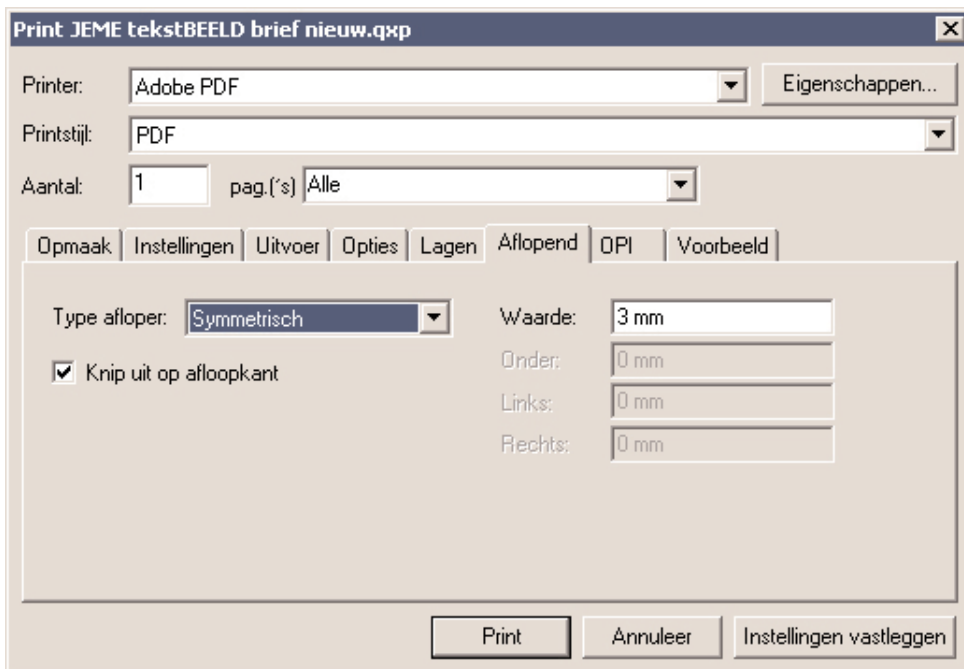 Print JEME tekstBEELD brief nieuw.qxp
Printer: Adobe PDF Eigenschappen...
Printstijl: PDF
Aantal: 1 pag.(´s) Alle
Opmaak Instellingen Uitvoer Opties Lagen Aflopend OPI Voorbeeld
Type afloper: Symmetrisch Waarde: 3 mm
Knip uit op afloopkant Onder: 0 mm
Links: 0 mm
Rechts: 0 mm
Print Annuleer Instellingen vastleggen